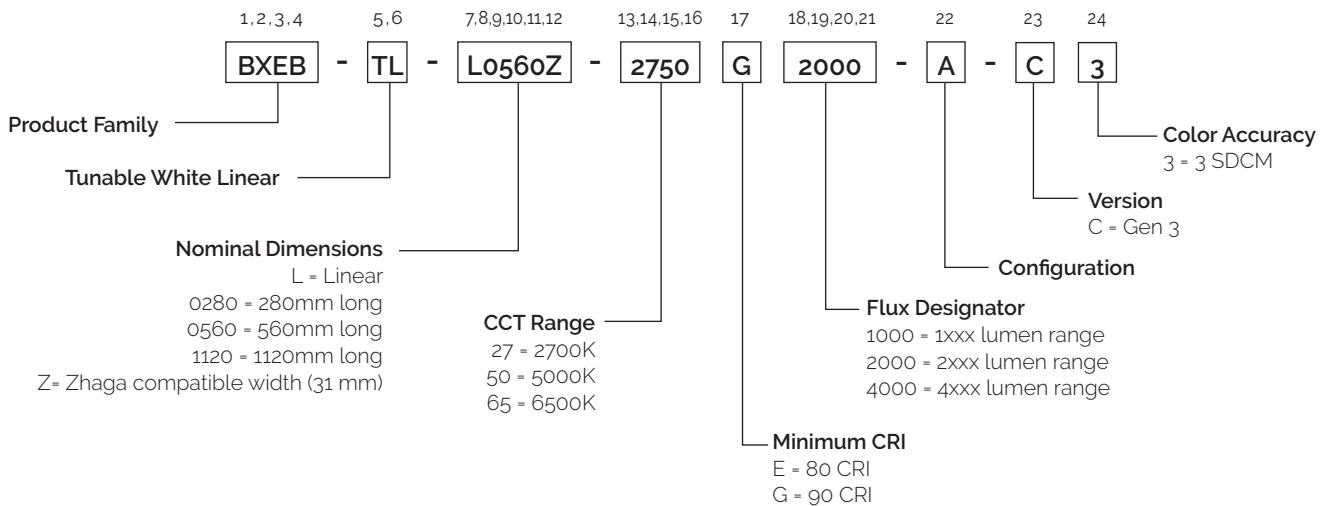 1,2,3,4 5,6 7,8,9,10,11,12 13,14,15,16 17 18,19,20,21 22 23 24
BXEB - TL - L0560Z - 2750 G 2000 - A - C 3
Product Family
Tunable White Linear
Nominal Dimensions
L = Linear
0280 = 280mm long
0560 = 560mm long
1120 = 1120mm long
Z= Zhaga compatible width (31 mm)
CCT Range
27 = 2700K
50 = 5000K
65 = 6500K
Minimum CRI
E = 80 CRI
G = 90 CRI
Flux Designator
1000 = 1xxx lumen range
2000 = 2xxx lumen range
4000 = 4xxx lumen range
Configuration
Version
C = Gen 3
Color Accuracy
3 = 3 SDCM